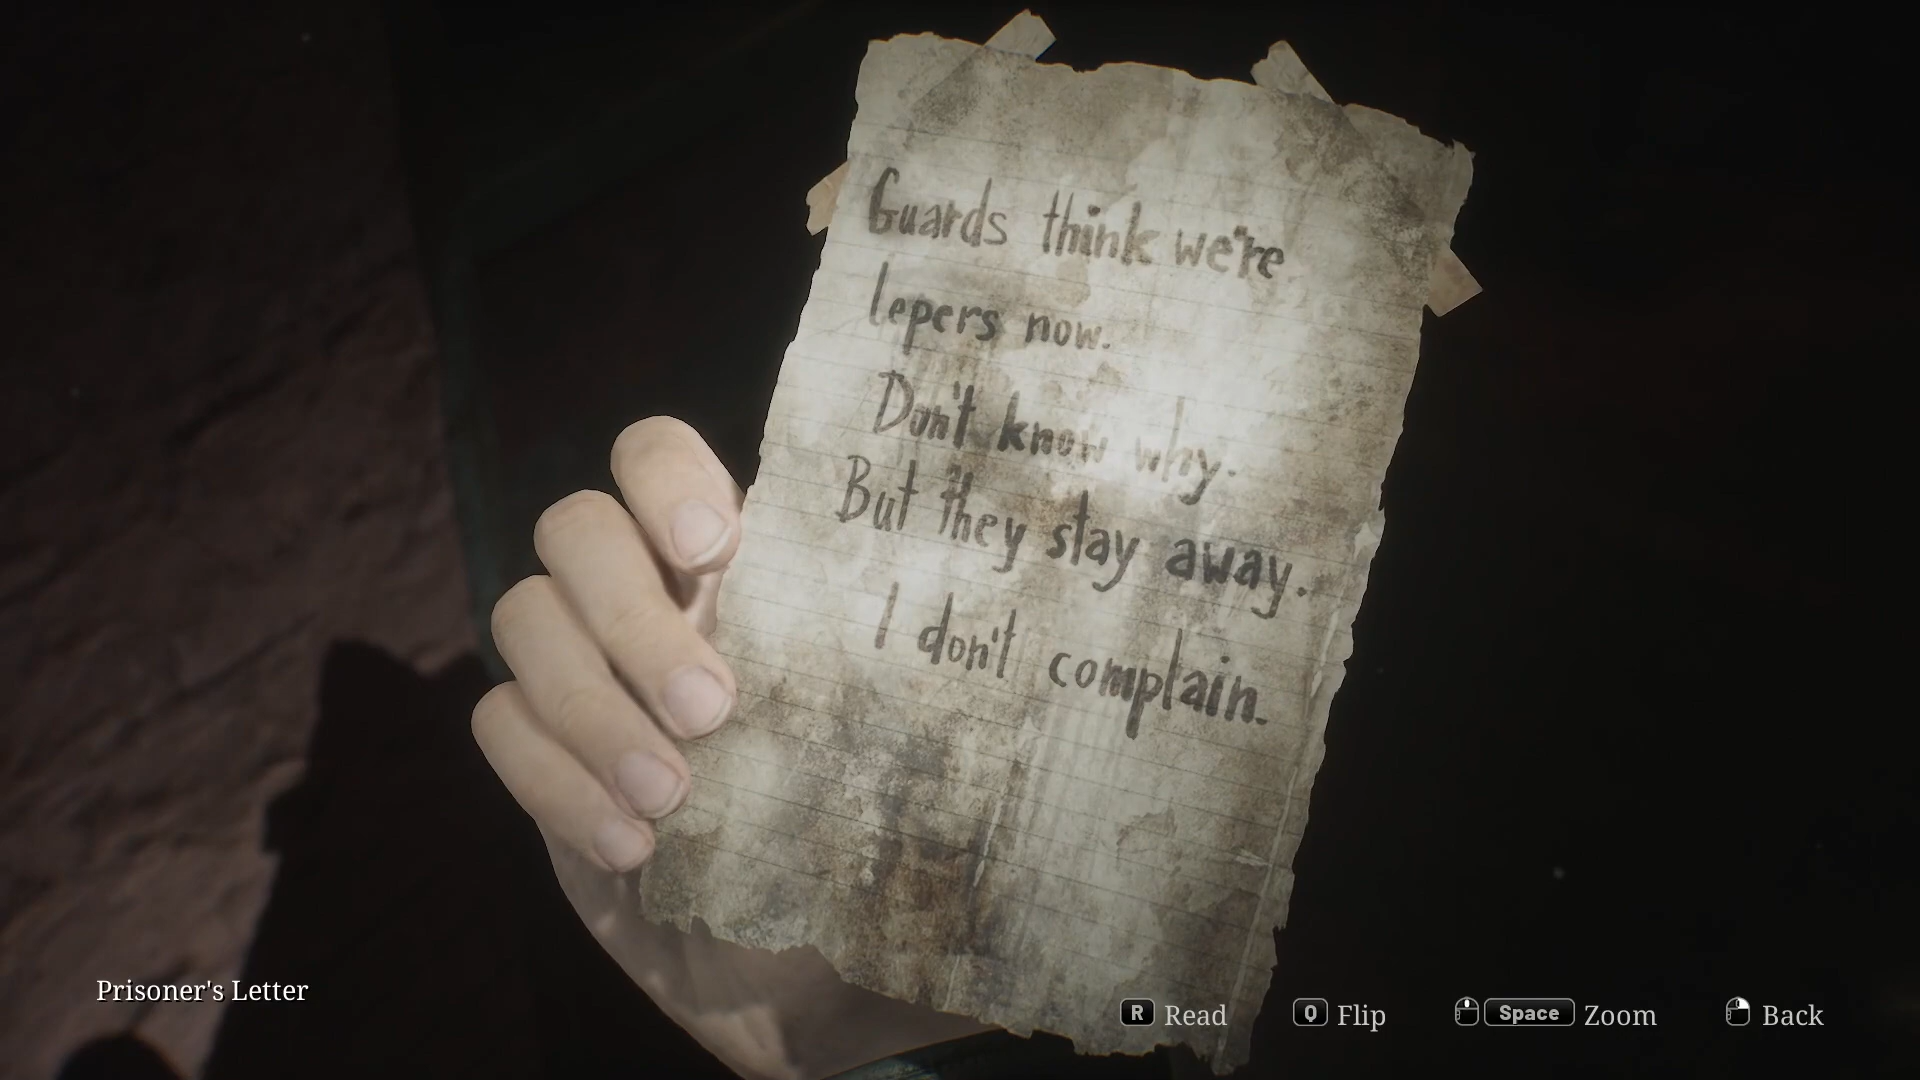 Guards think we're
lepers now.
Don't know why.
But they stay away.
I don't complain.
Prisoner's Letter
R Read Q Flip Space Zoom Back